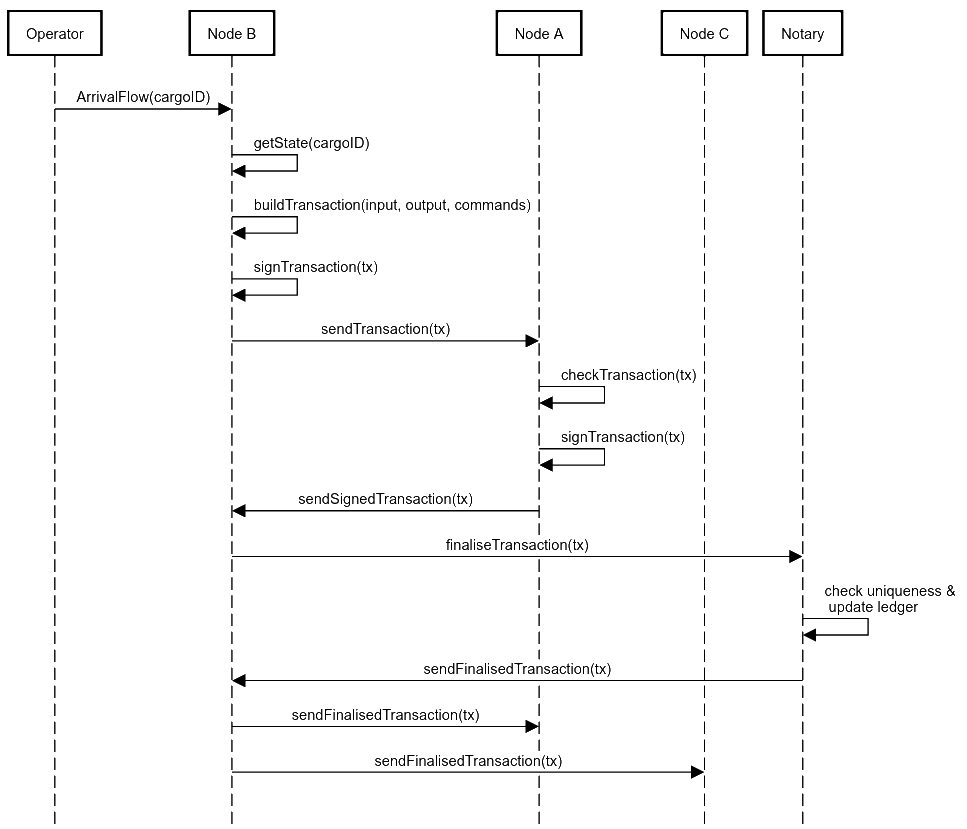 Operator
Node B
Node A
Node C
Notary
ArrivalFlow(cargoID)
getState(cargoID)
buildTransaction(input, output, commands)
signTransaction(tx)
sendTransaction(tx)
checkTransaction(tx)
signTransaction(tx)
sendSignedTransaction(tx)
finaliseTransaction(tx)
check uniqueness &
update ledger
sendFinalisedTransaction(tx)
sendFinalisedTransaction(tx)
sendFinalisedTransaction(tx)